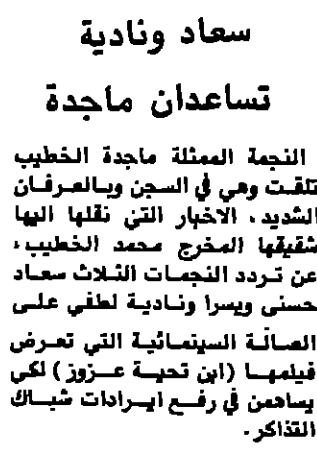 سعاد ونادية
تساعدان ماجدة
النجمة الممثلة ماجدة الخطيب
تلقت وهي في السجن وبالعرفان
الشديد، الاخبار التي نقلها اليها
شقيقها المخرج محمد الخطيب،
عن تردد النجمات الثلاث سعاد
حسنى ويسرا ونادية لطفي على
الصالة السينمائية التي تعرض
فيلمها (ابن تحية عزوز) لكي
يساهمن في رفع ايرادات شباك
التذاكر.